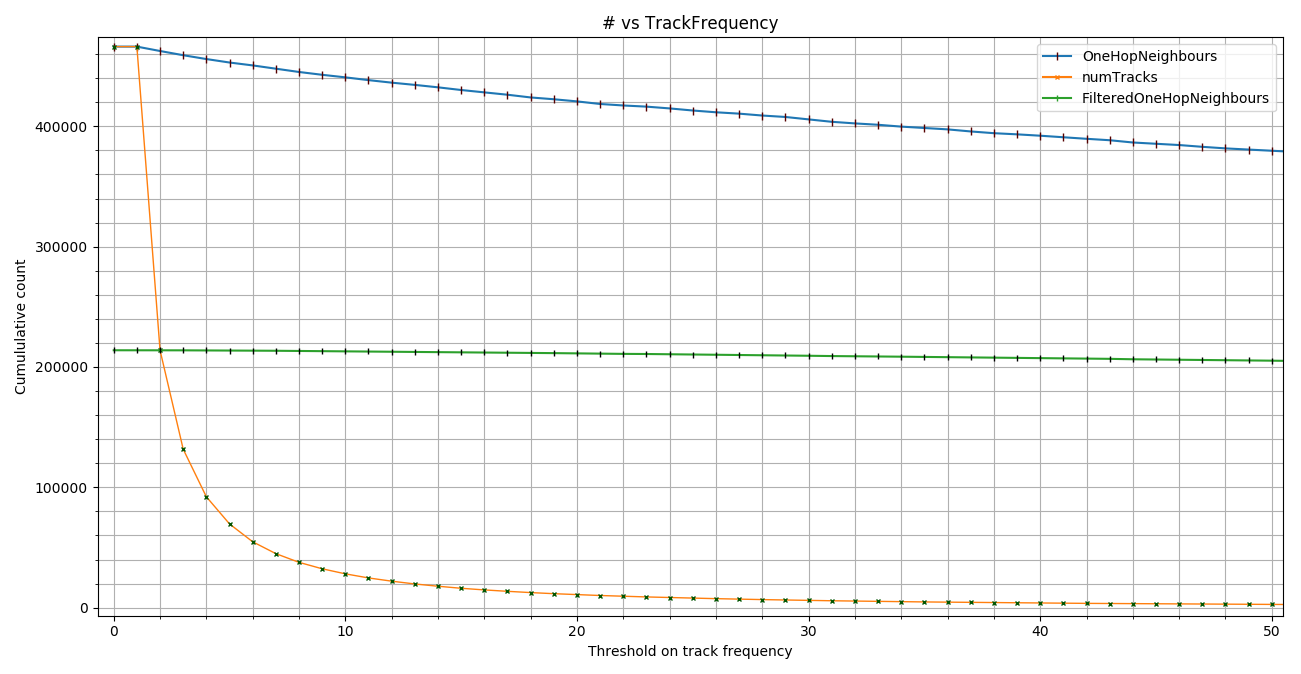 # vs TrackFrequency
OneHopNeighbours
numTracks
FilteredOneHopNeighbours
Cumululative count
400000
300000
200000
100000
0
0 10 20 30 40 50
Threshold on track frequency